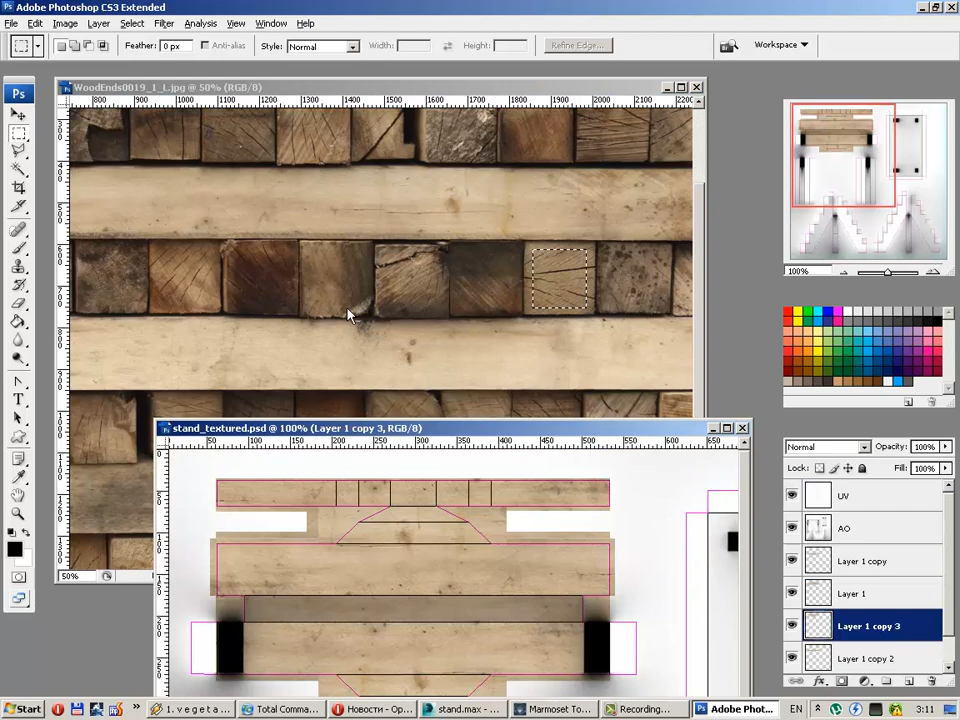 Adobe Photoshop CS3 Extended
File Edit Image Layer Select Filter Analysis View Window Help
Feather: 0 px Anti-alias Style: Normal Width: Height: Refine Edge... Workspace
Ps
WoodEnds0019_1_L.jpg @ 50% (RGB/8)
800 900 1000 1100 1200 1300 1400 1500 1600 1700 1800 1900 2000 2100 2200
50%
100%
stand_textured.psd @ 100% (Layer 1 copy 3, RGB/8)
0 50 100 150 200 250 300 350 400 450 500 550 600 650
Normal Opacity: 100%
Lock: Fill: 100%
UV
AO
Layer 1 copy
Layer 1
Layer 1 copy 3
Layer 1 copy 2
Start 1. v e g e t a Total Comma... Новости - Op... stand.max - ... Marmoset To... Recording... Adobe Phot... EN 3:11